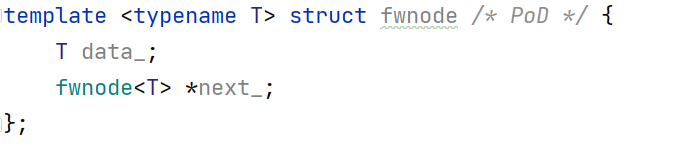 template <typename T> struct fwnode /* PoD */ {
    T data_;
    fwnode<T> *next_;
};